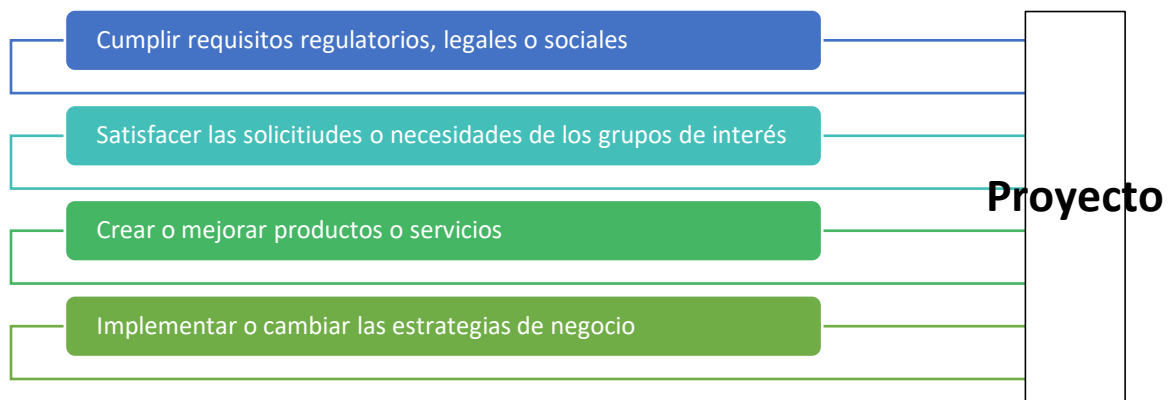 Cumplir requisitos regulatorios, legales o sociales
Satisfacer las solicitiudes o necesidades de los grupos de interés
Proyecto
Crear o mejorar productos o servicios
Implementar o cambiar las estrategias de negocio